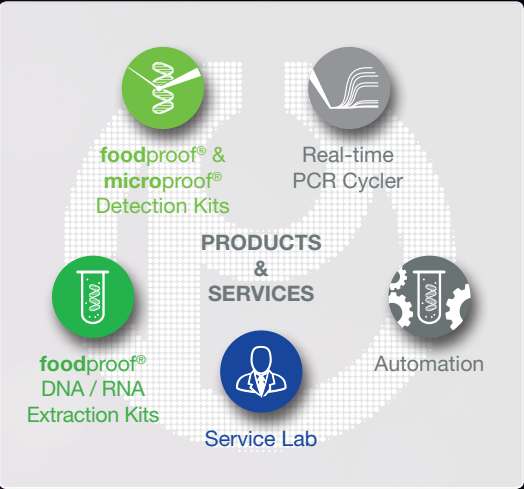 foodproof® &
microproof®
Detection Kits
Real-time
PCR Cycler
PRODUCTS
&
SERVICES
foodproof®
DNA / RNA
Extraction Kits
Automation
Service Lab